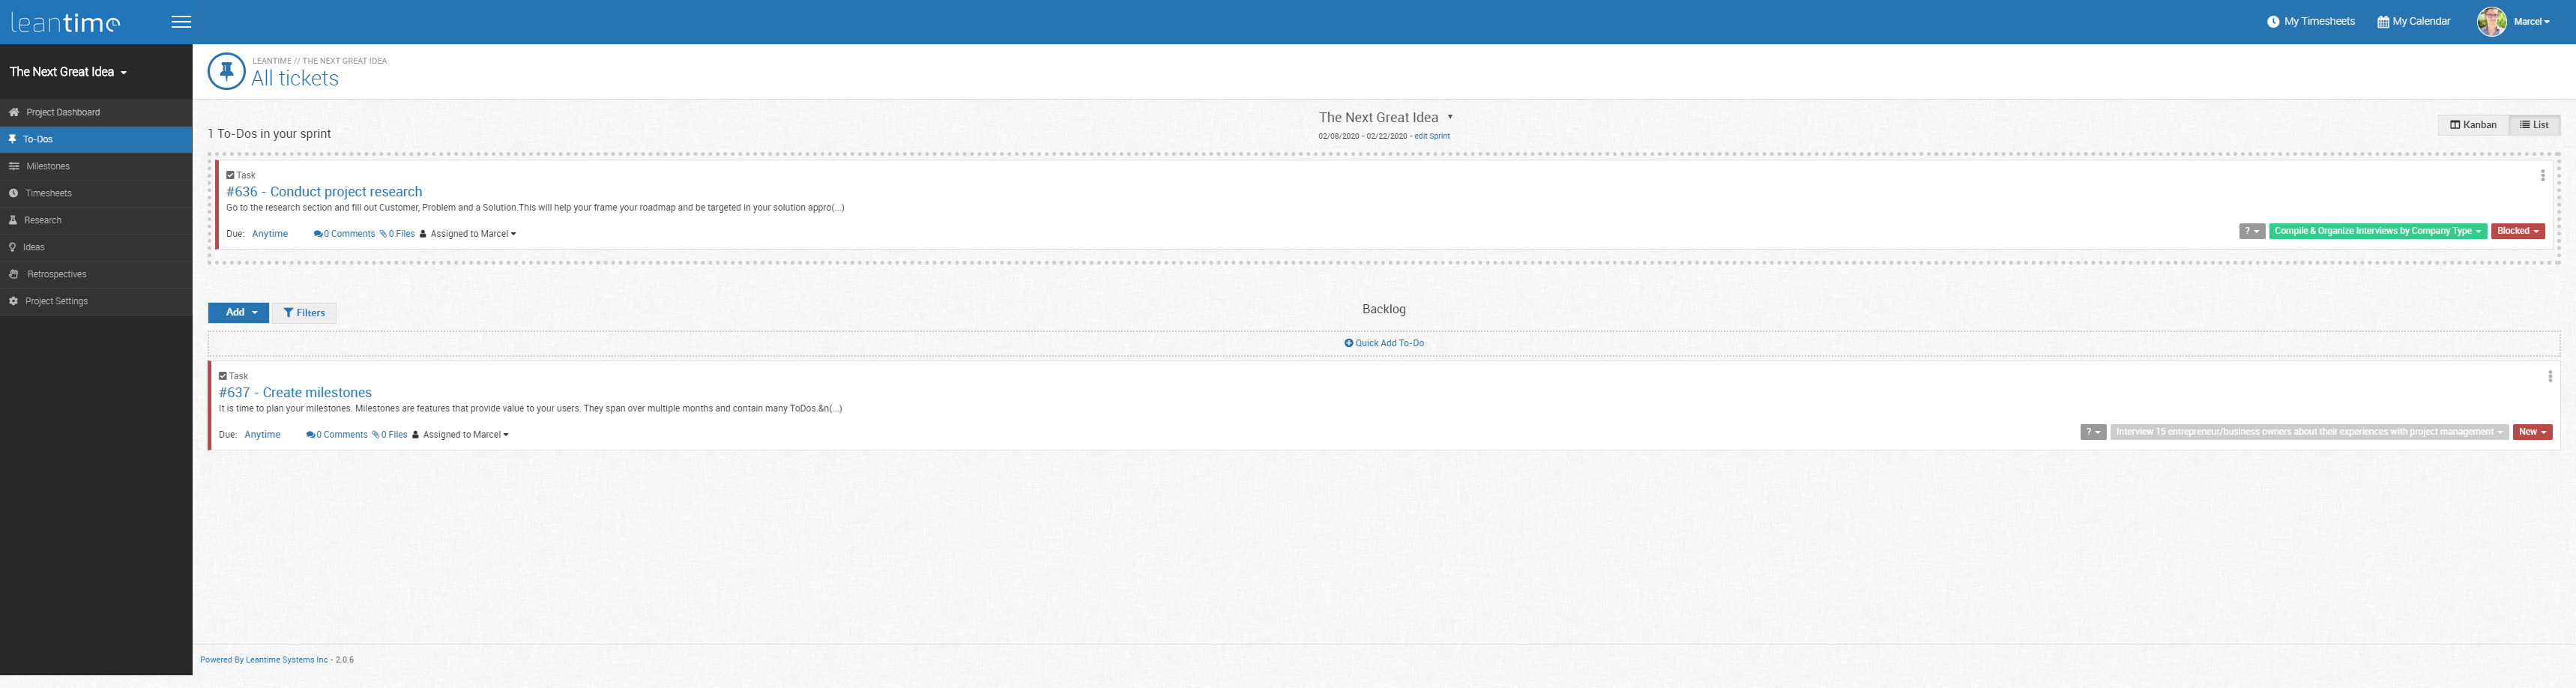 leantime
My Timesheets
My Calendar
Marcel
The Next Great Idea
LEANTIME // THE NEXT GREAT IDEA
All tickets
Project Dashboard
To-Dos
Milestones
Timesheets
Research
Ideas
Retrospectives
Project Settings
1 To-Dos in your sprint
The Next Great Idea
02/08/2020 - 02/22/2020 - edit Sprint
Kanban
List
Task
#636 - Conduct project research
Go to the research section and fill out Customer, Problem and a Solution.This will help your frame your roadmap and be targeted in your solution appro(...)
Due: Anytime 0 Comments 0 Files Assigned to Marcel
? Compile & Organize Interviews by Company Type Blocked
Add
Filters
Backlog
Quick Add To-Do
Task
#637 - Create milestones
It is time to plan your milestones. Milestones are features that provide value to your users. They span over multiple months and contain many ToDos.&n(...)
Due: Anytime 0 Comments 0 Files Assigned to Marcel
? Interview 15 entrepreneur/business owners about their experiences with project management New
Powered By Leantime Systems Inc - 2.0.6